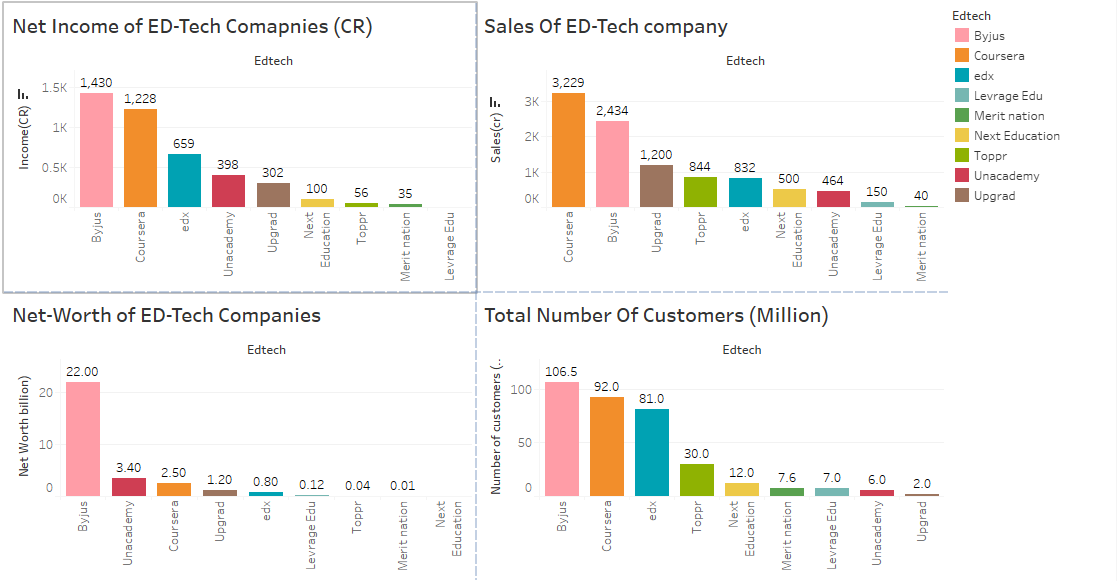 Net Income of ED-Tech Comapnies (CR)
Edtech
Income(CR)
1.5K
1K
0.5K
0K
1,430
1,228
659
398
302
100
56
35
Byjus
Coursera
edx
Unacademy
Upgrad
Next
Education
Toppr
Merit nation
Levrage Edu
Sales Of ED-Tech company
Edtech
Sales(cr)
3K
2K
1K
0K
3,229
2,434
1,200
844
832
500
464
150
40
Coursera
Byjus
Upgrad
Toppr
edx
Next
Education
Unacademy
Levrage Edu
Merit nation
Edtech
Byjus
Coursera
edx
Levrage Edu
Merit nation
Next Education
Toppr
Unacademy
Upgrad
Net-Worth of ED-Tech Companies
Edtech
Net Worth billion)
20
10
0
22.00
3.40
2.50
1.20
0.80
0.12
0.04
0.01
Byjus
Unacademy
Coursera
Upgrad
edx
Levrage Edu
Toppr
Merit nation
Next
Education
Total Number Of Customers (Million)
Edtech
Number of customers (..
100
50
0
106.5
92.0
81.0
30.0
12.0
7.6
7.0
6.0
2.0
Byjus
Coursera
edx
Toppr
Next
Education
Merit nation
Levrage Edu
Unacademy
Upgrad